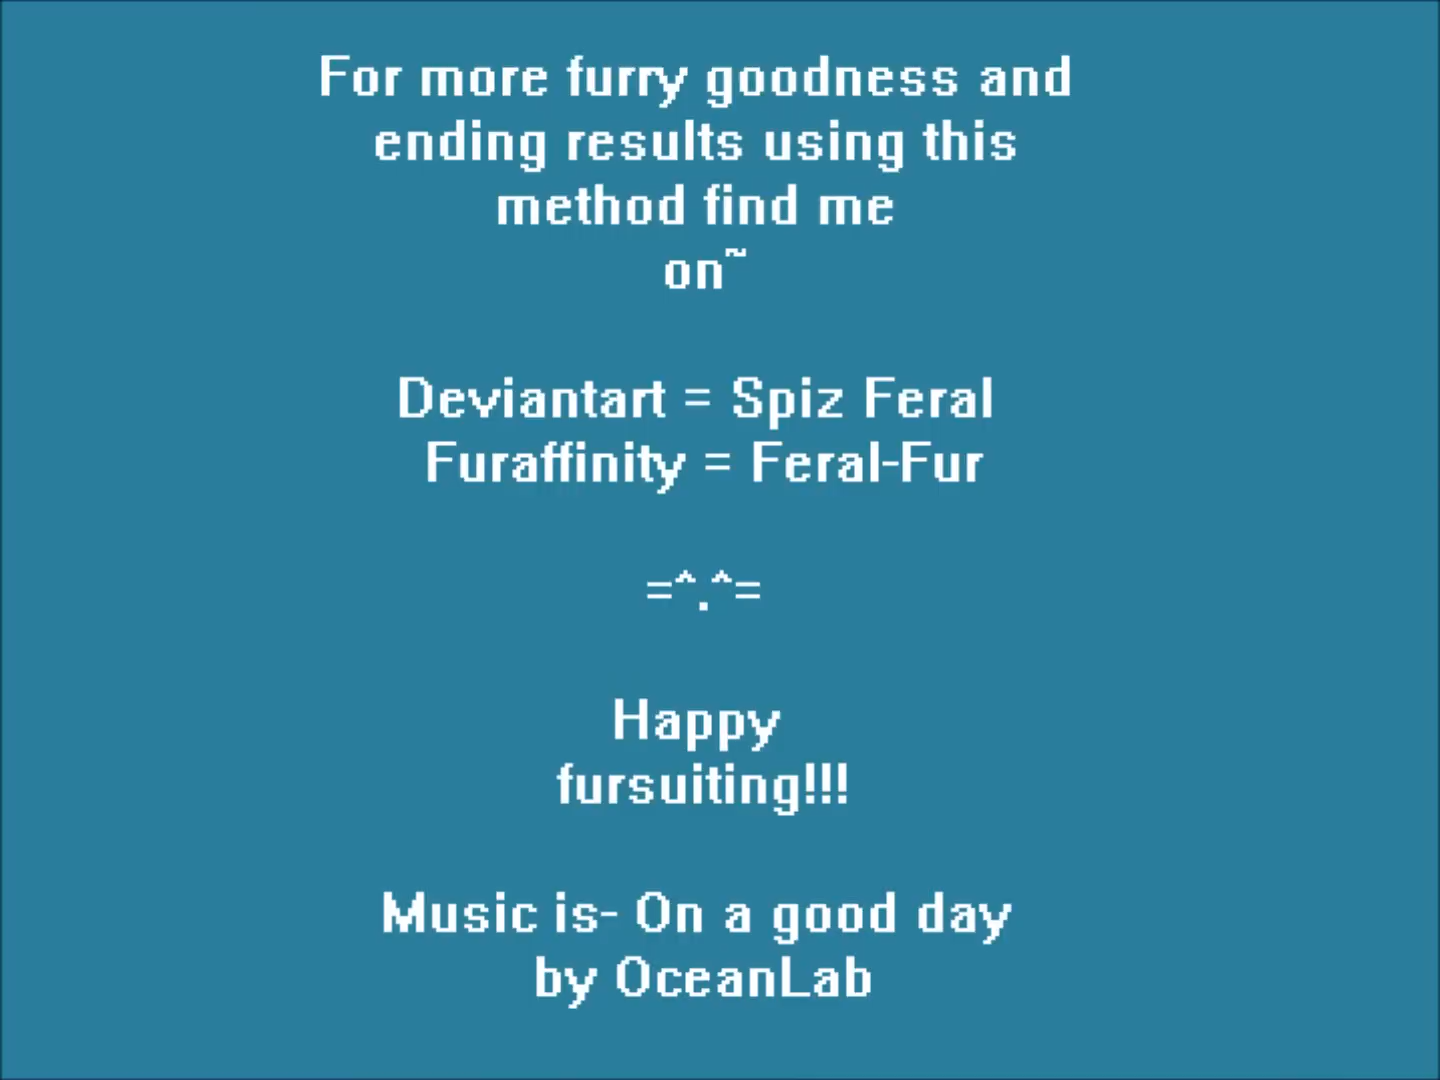 For more furry goodness and
ending results using this
method find me
on~
Deviantart = Spiz Feral
Furaffinity = Feral-Fur
=^.^=
Happy
fursuiting!!!
Music is- On a good day
by OceanLab